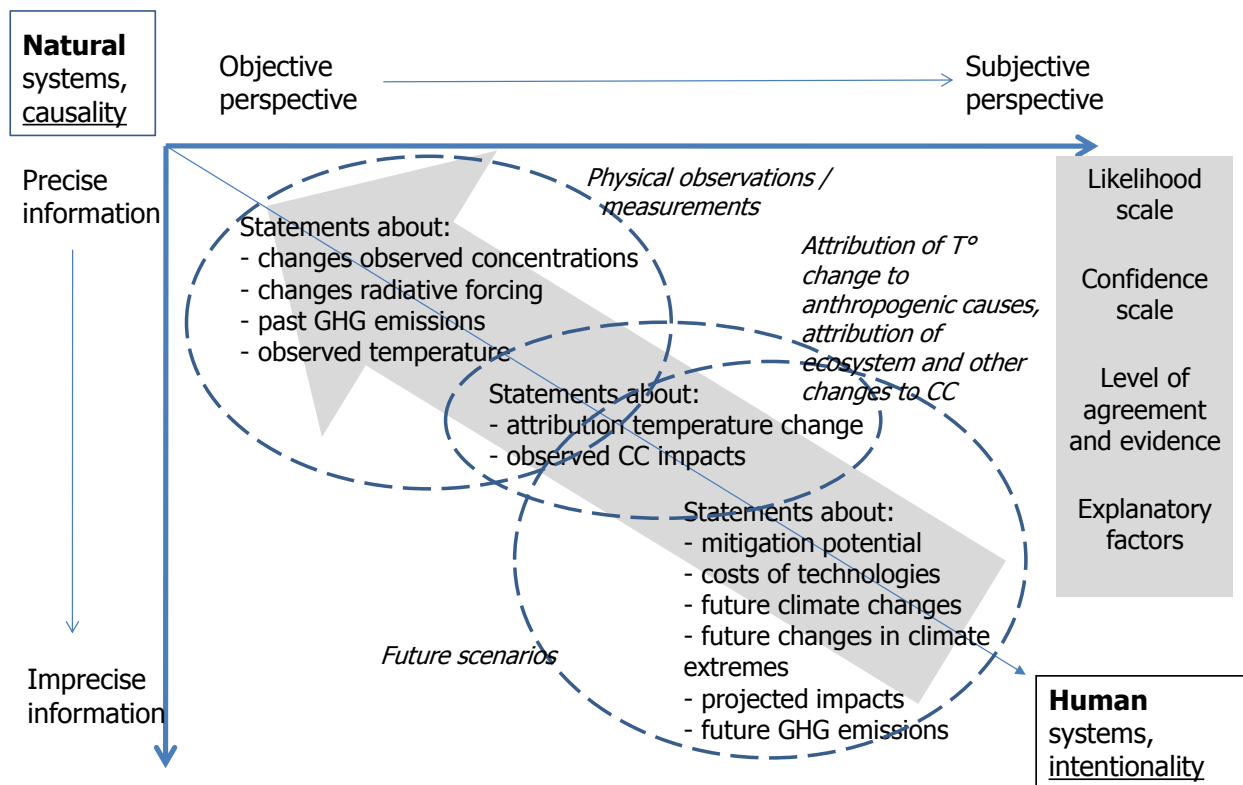 Natural
systems,
causality
Objective
perspective
Subjective
perspective
Precise
information
Imprecise
information
Physical observations /
measurements
Statements about:
- changes observed concentrations
- changes radiative forcing
- past GHG emissions
- observed temperature
Attribution of T°
change to
anthropogenic causes,
attribution of
ecosystem and other
changes to CC
Statements about:
- attribution temperature change
- observed CC impacts
Statements about:
- mitigation potential
- costs of technologies
- future climate changes
- future changes in climate
extremes
- projected impacts
- future GHG emissions
Future scenarios
Likelihood
scale
Confidence
scale
Level of
agreement
and evidence
Explanatory
factors
Human
systems,
intentionality